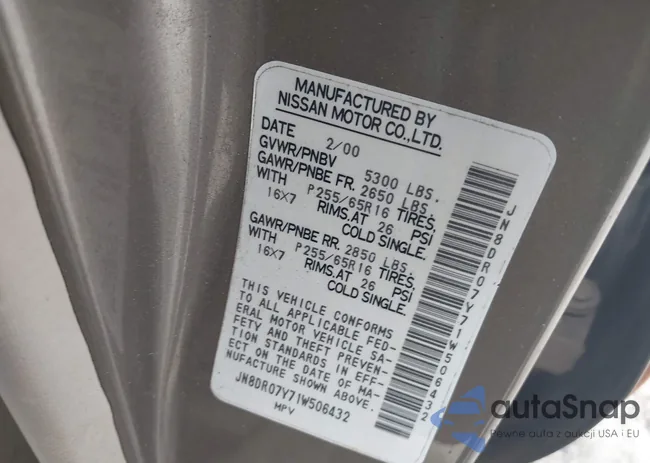 MANUFACTURED BY
NISSAN MOTOR CO.,LTD.
DATE 2/00
GVWR/PNBV 5300 LBS.
GAWR/PNBE FR. 2650 LBS.
WITH P255/65R16 TIRES,
16X7 RIMS,AT 26 PSI
COLD SINGLE.
GAWR/PNBE RR. 2850 LBS.
WITH P255/65R16 TIRES,
16X7 RIMS,AT 26 PSI
COLD SINGLE.
THIS VEHICLE CONFORMS
TO ALL APPLICABLE FED-
ERAL MOTOR VEHICLE SA-
FETY AND THEFT PREVEN-
TION STANDARDS IN EFF-
ECT ON THE DATE OF MA-
NUFACTURE SHOWN ABOVE.
JN8DR07Y71W506432
MPV
JN8DR07Y71W506432
autoSnap
Pewne auta z aukcji USA i EU